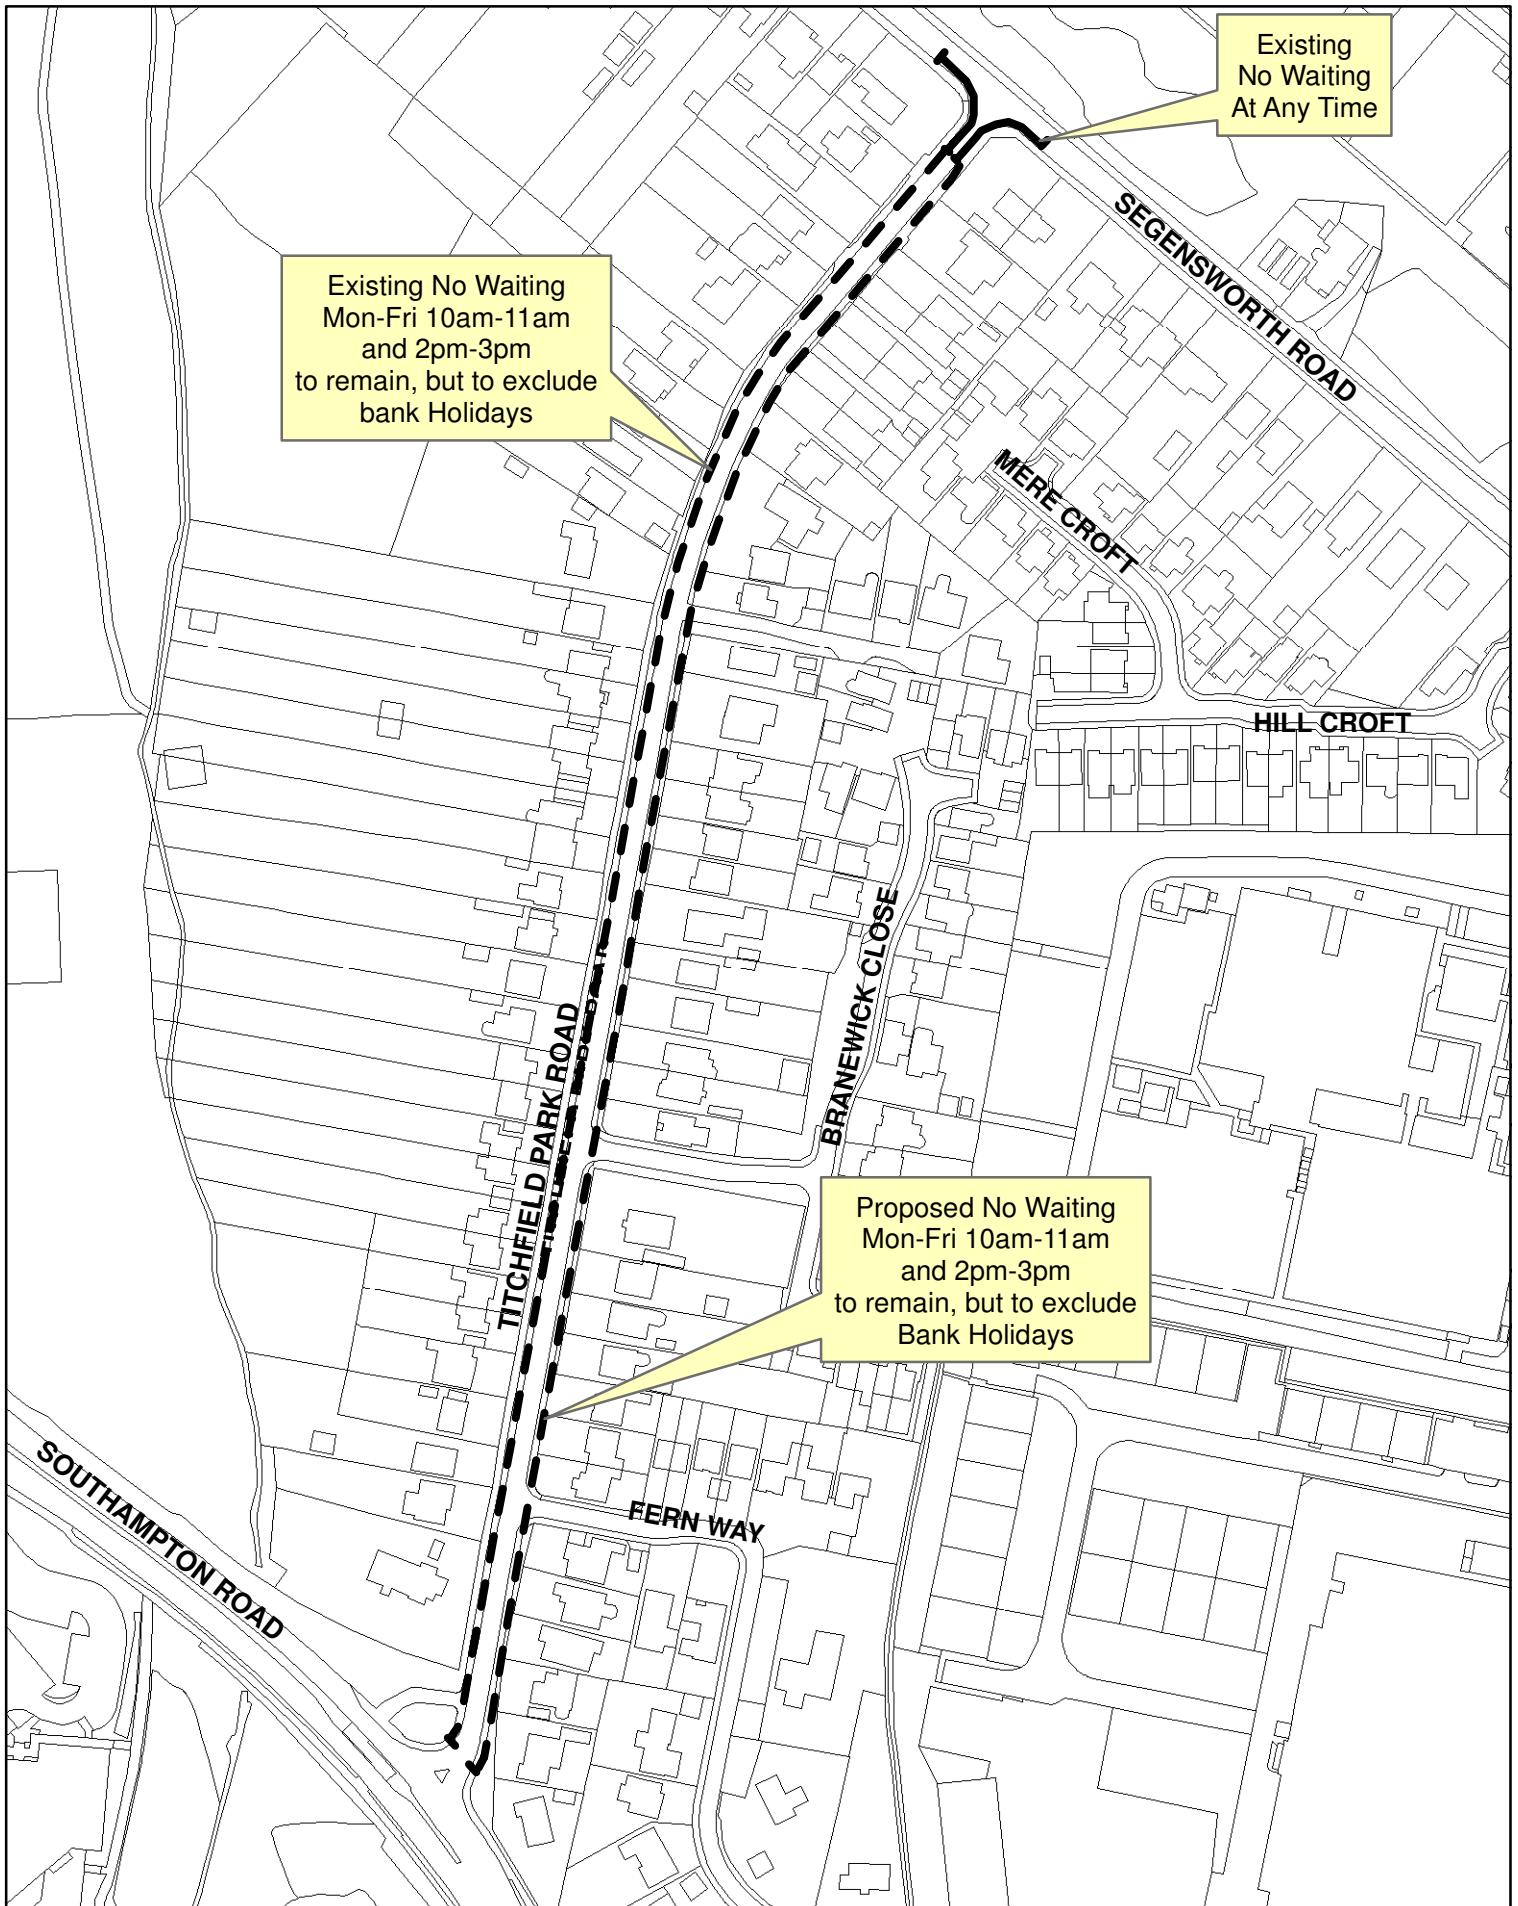 Existing
No Waiting
At Any Time
SEGENSWORTH ROAD
Existing No Waiting
Mon-Fri 10am-11am
and 2pm-3pm
to remain, but to exclude
bank Holidays
MERE CROFT
HILL CROFT
BRANEWICK CLOSE
TITCHFIELD PARK ROAD
Proposed No Waiting
Mon-Fri 10am-11am
and 2pm-3pm
to remain, but to exclude
Bank Holidays
SOUTHAMPTON ROAD
FERN WAY